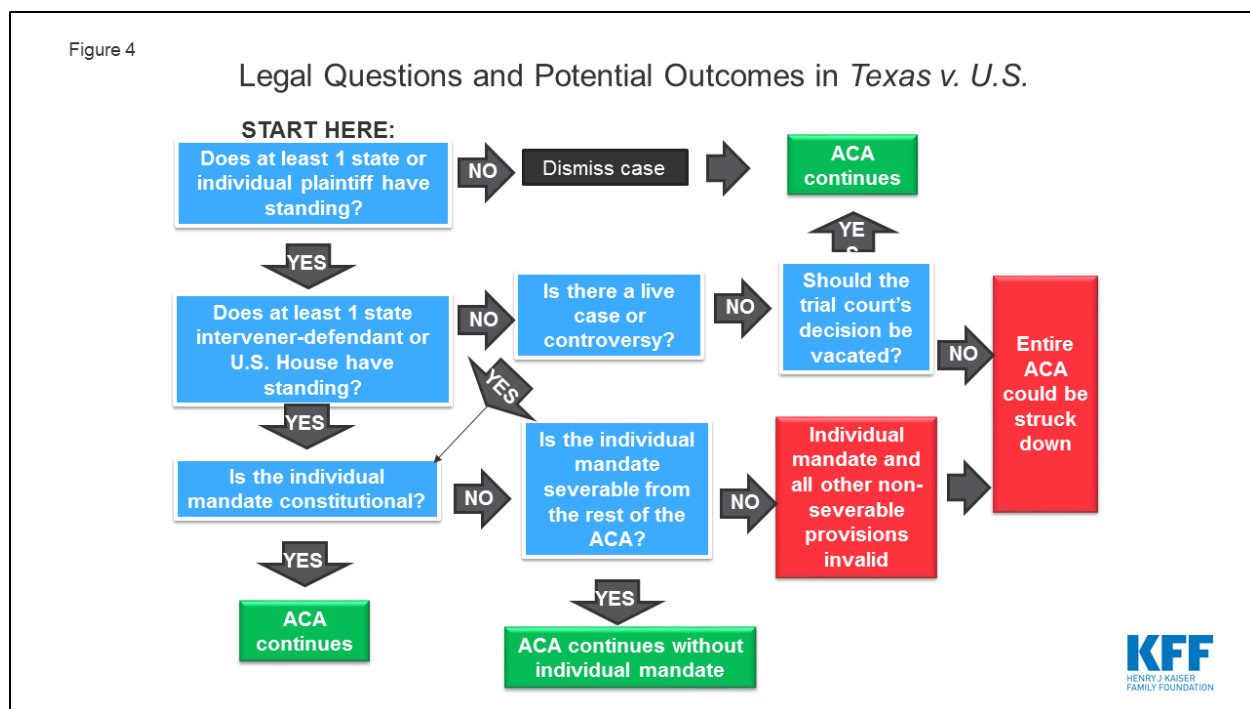 Figure 4
Legal Questions and Potential Outcomes in Texas v. U.S.
START HERE:
Does at least 1 state or
individual plaintiff have
standing?
NO
Dismiss case
ACA
continues
YES
YE
S
Does at least 1 state
intervener-defendant or
U.S. House have
standing?
NO
Is there a live
case or
controversy?
NO
Should the
trial court's
decision be
vacated?
NO
Entire
ACA
could be
struck
down
YES
YES
Is the individual
mandate constitutional?
NO
Is the individual
mandate
severable from
the rest of the
ACA?
NO
Individual
mandate and
all other non-
severable
provisions
invalid
YES
YES
ACA
continues
ACA continues without
individual mandate
KFF
HENRY J KAISER
FAMILY FOUNDATION